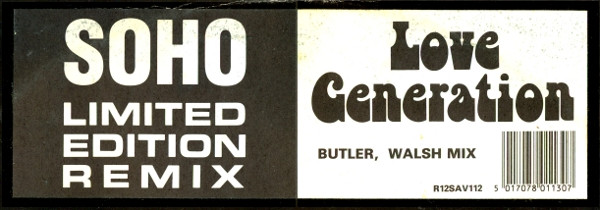 SOHO
LIMITED
EDITION
REMIX
Love
Generation
BUTLER, WALSH MIX
R12SAV112 5 017078 011307